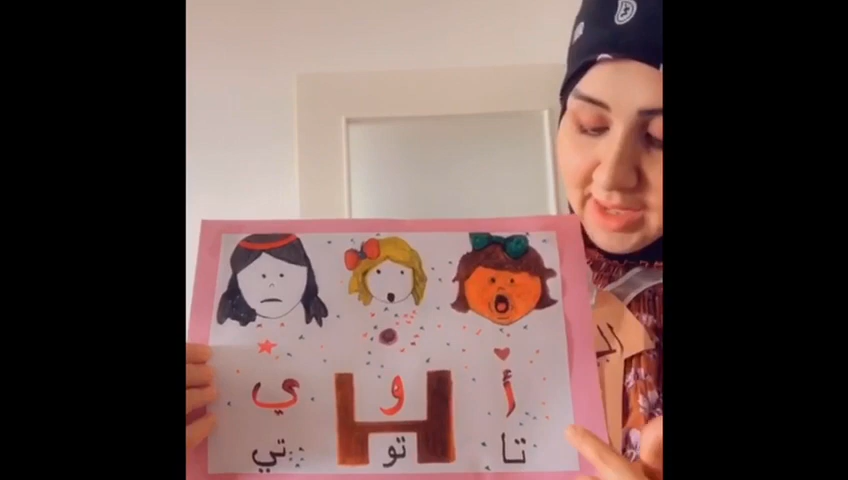 أ و ي
تا تو تي